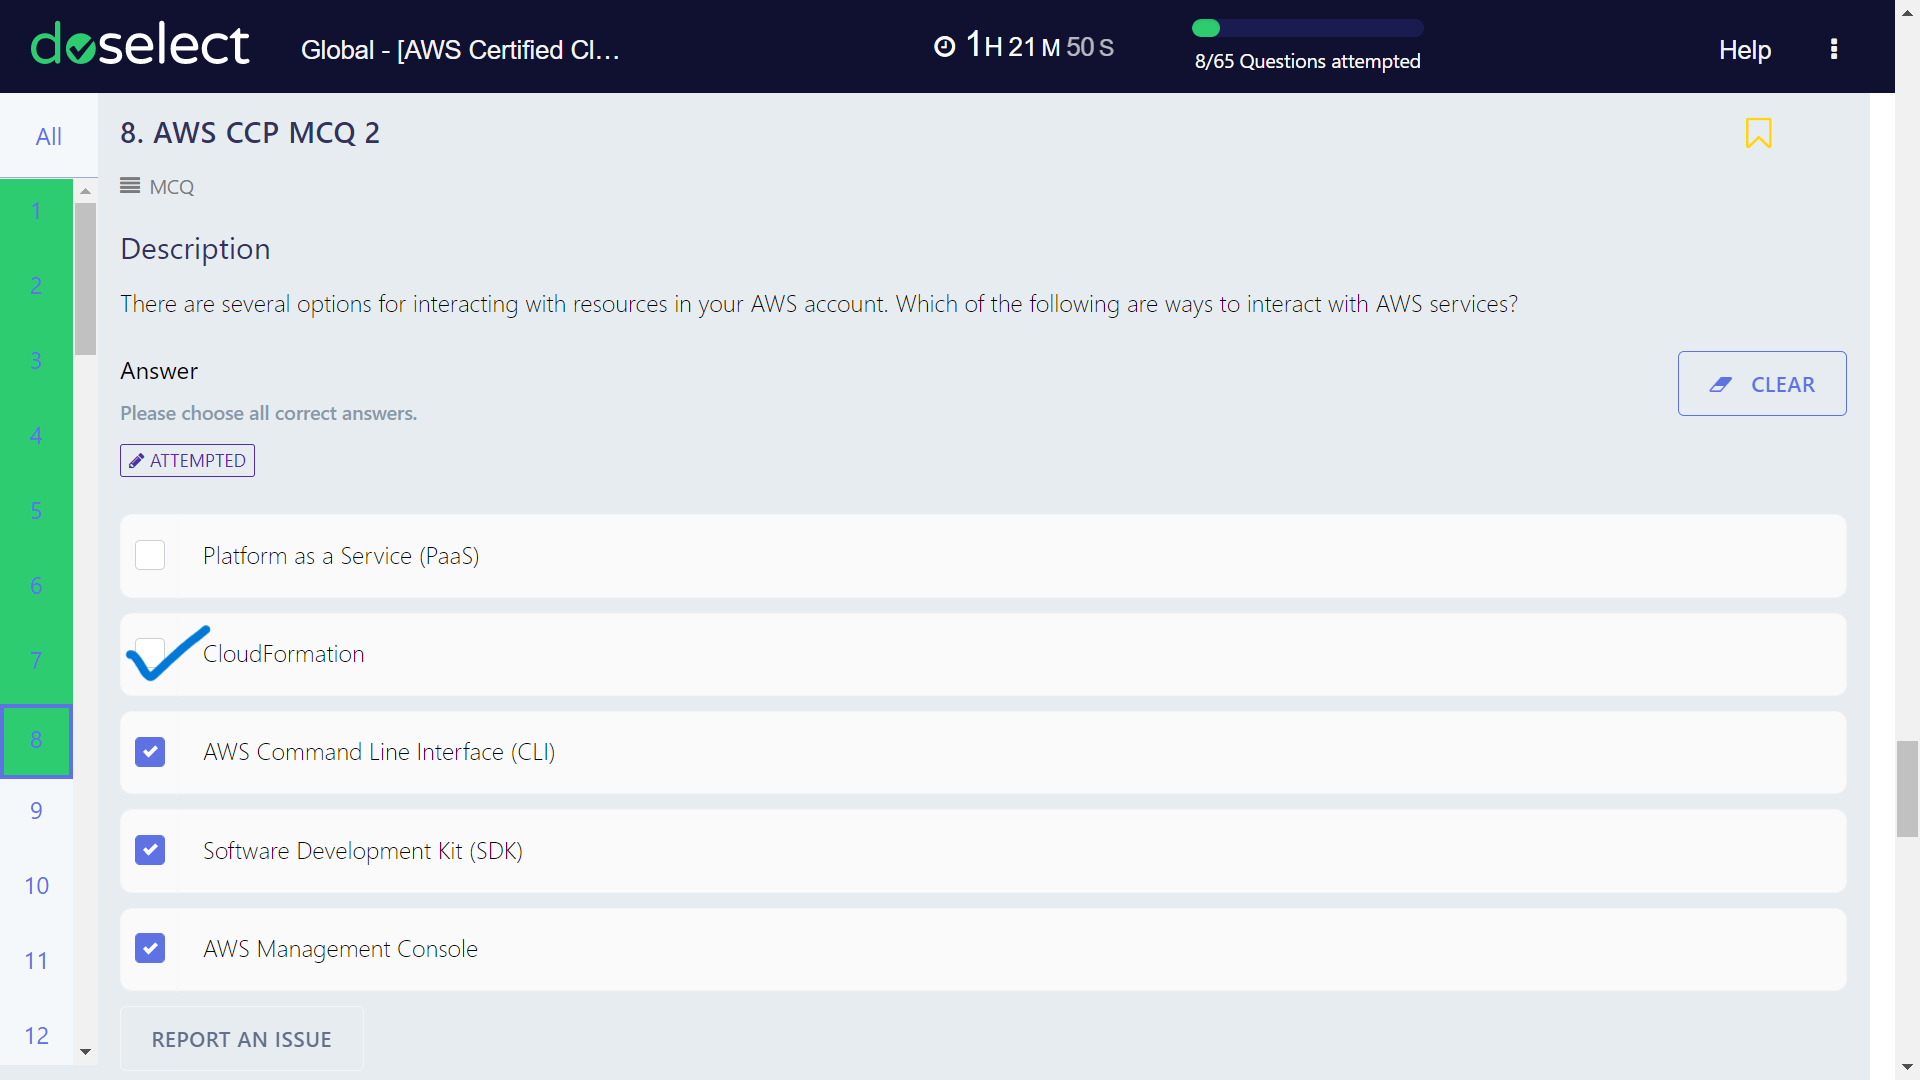 doselect
Global - [AWS Certified Cl...
1H 21M 50S
8/65 Questions attempted
Help
All
1
2
3
4
5
6
7
8
9
10
11
12
8. AWS CCP MCQ 2
MCQ
Description
There are several options for interacting with resources in your AWS account. Which of the following are ways to interact with AWS services?
Answer
Please choose all correct answers.
CLEAR
ATTEMPTED
Platform as a Service (PaaS)
CloudFormation
AWS Command Line Interface (CLI)
Software Development Kit (SDK)
AWS Management Console
REPORT AN ISSUE